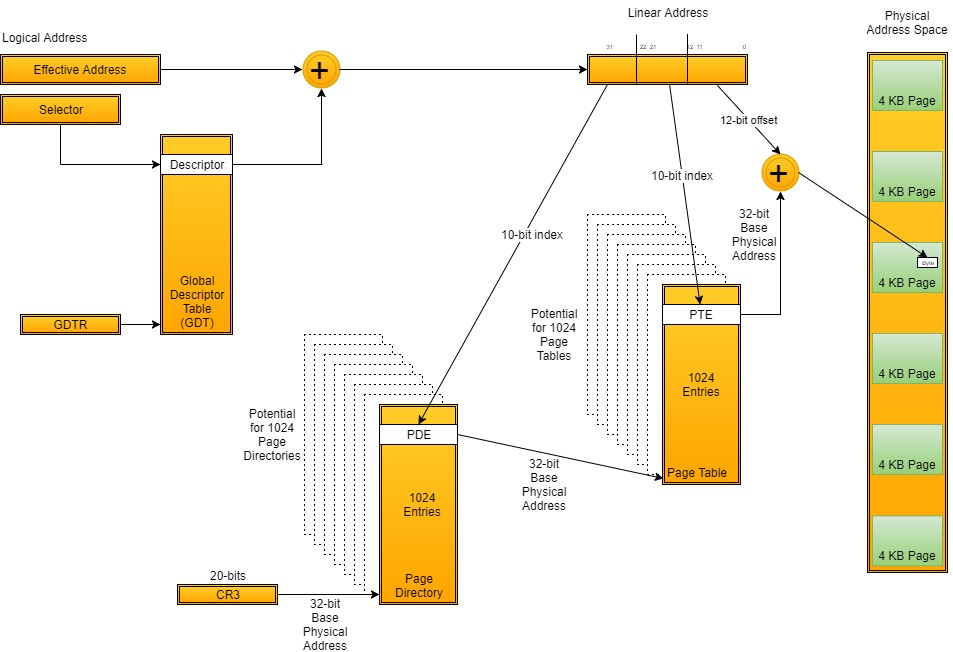 Linear Address
Physical
Address Space
Logical Address
31
22 21
12 11
0
Effective Address
+
4 KB Page
Selector
12-bit offset
Descriptor
+
10-bit index
4 KB Page
32-bit
Base
Physical
Address
10-bit index
Byte
4 KB Page
Global
Descriptor
Table
(GDT)
GDTR
Potential
for 1024
Page
Tables
PTE
1024
Entries
Page Table
4 KB Page
Potential
for 1024
Page
Directories
PDE
32-bit
Base
Physical
Address
4 KB Page
1024
Entries
Page
Directory
4 KB Page
20-bits
CR3
32-bit
Base
Physical
Address